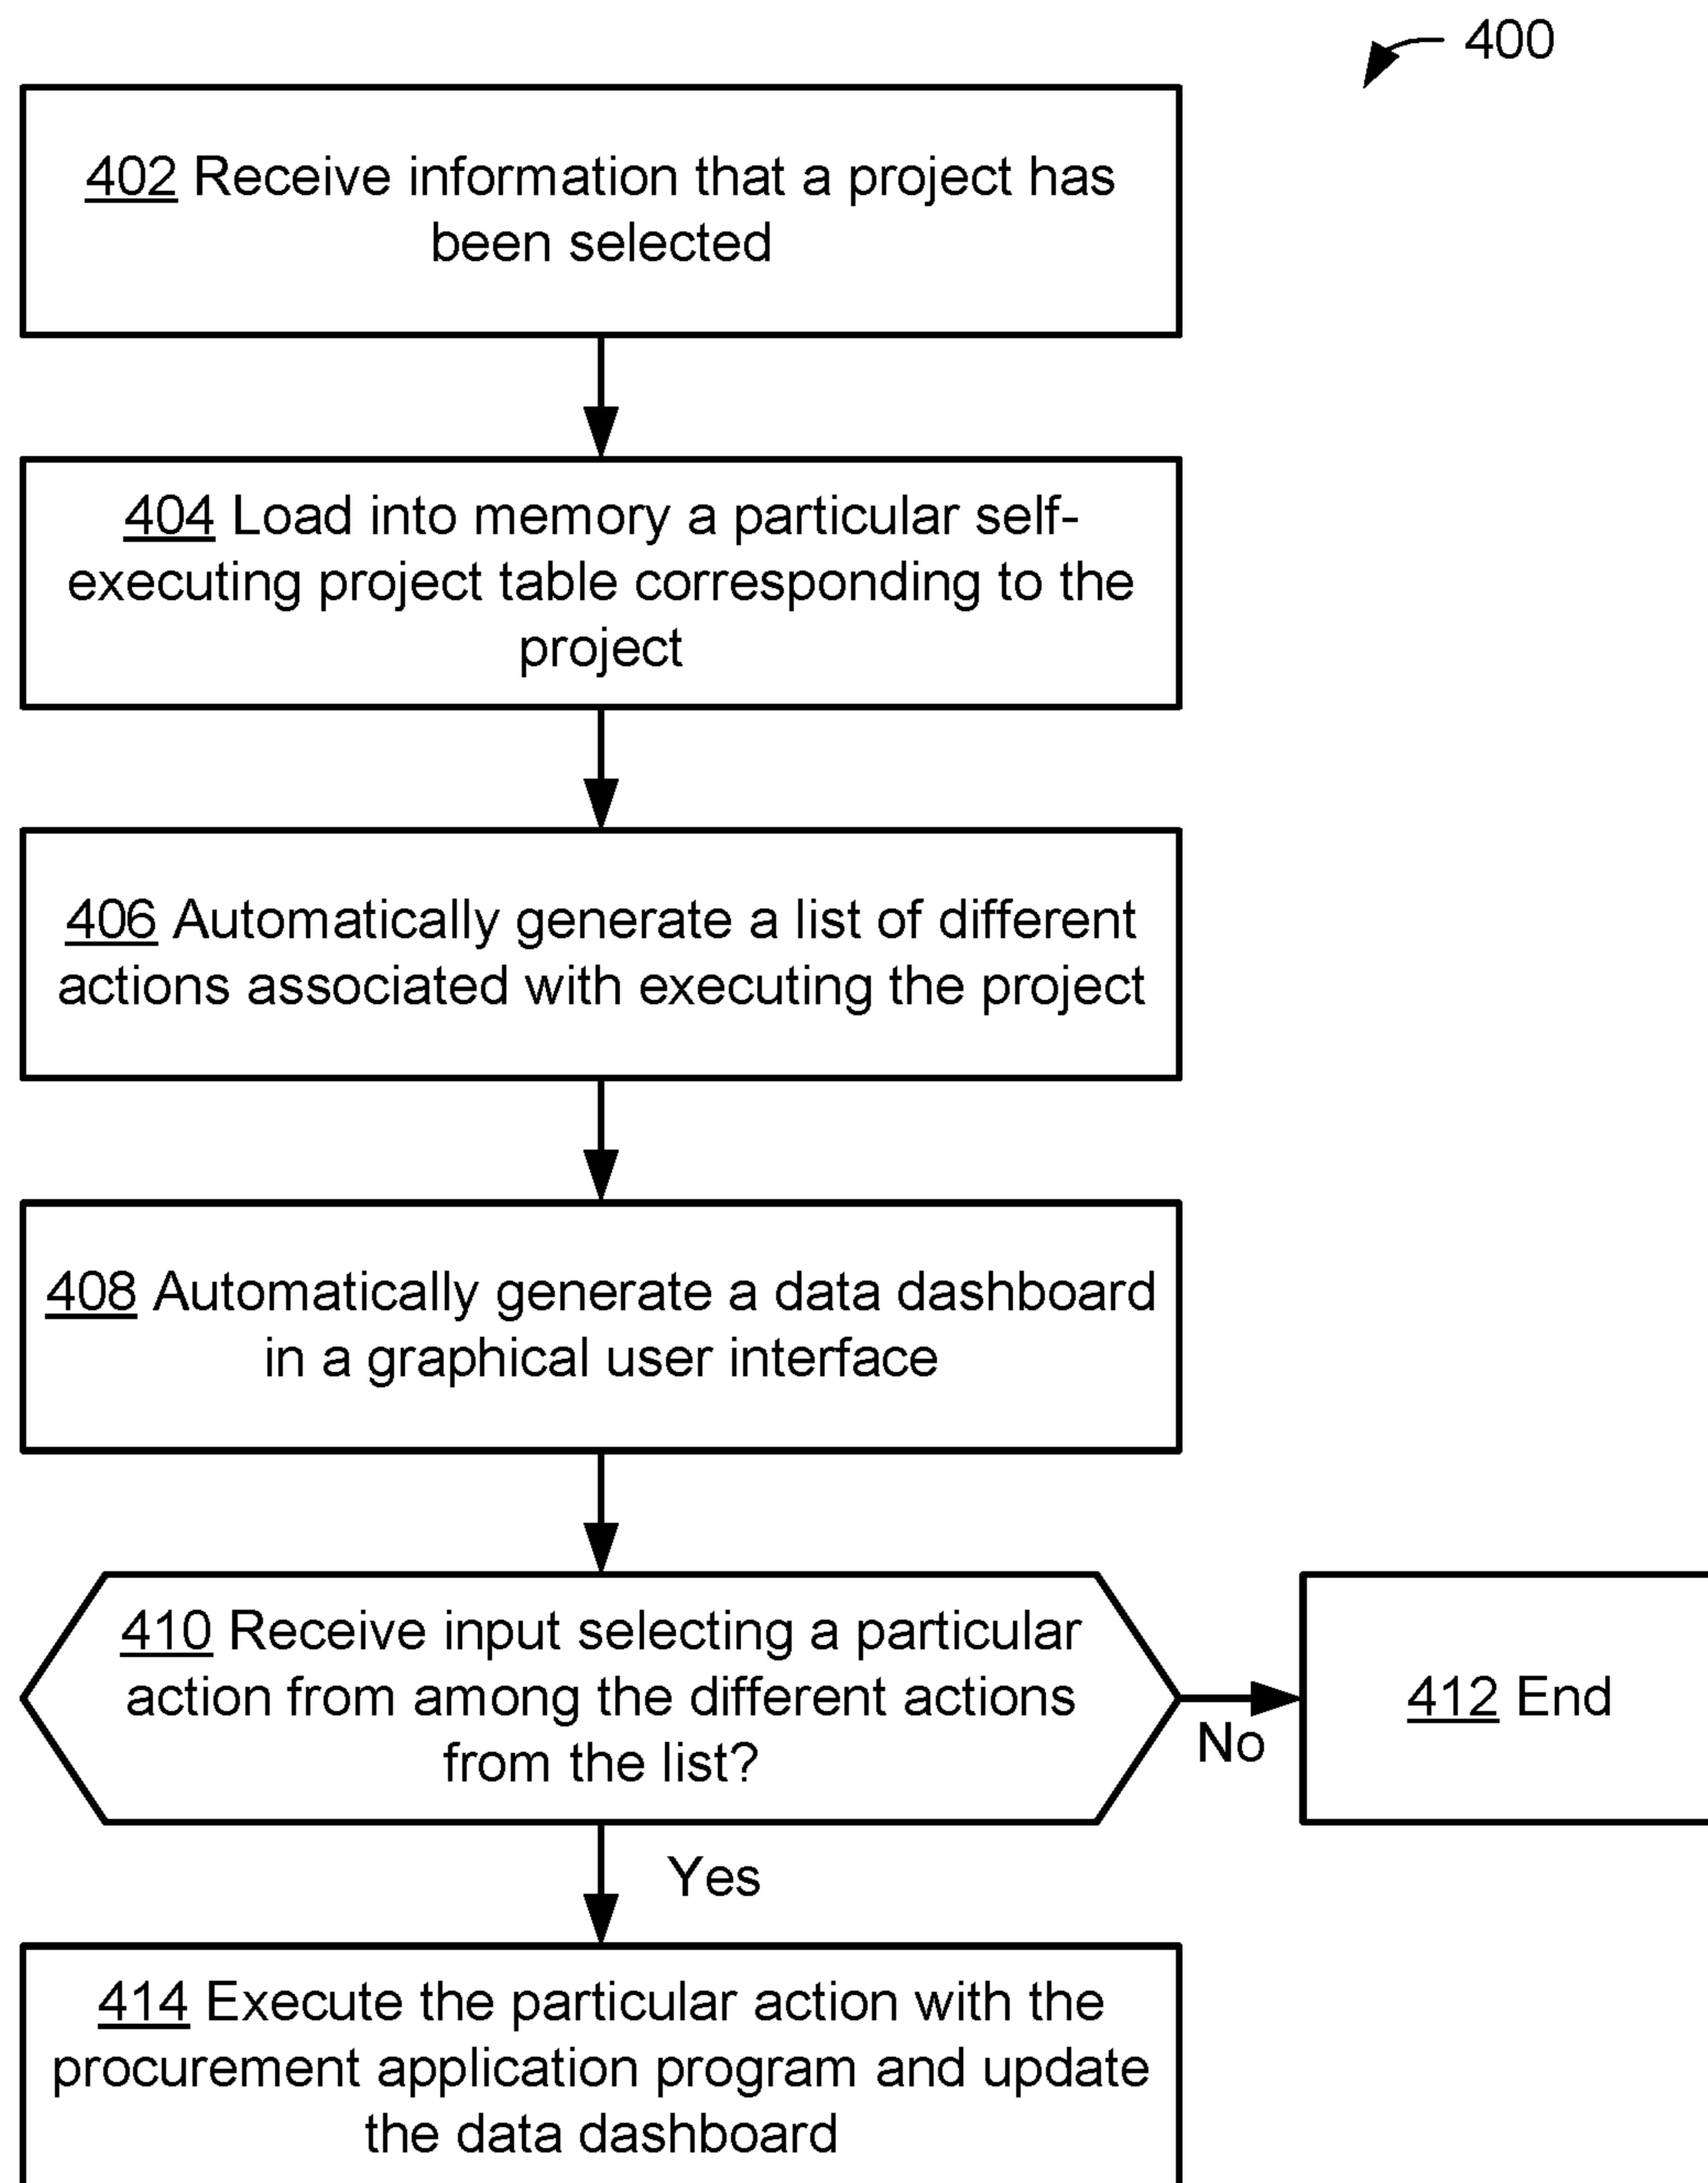 400
402 Receive information that a project has
been selected
404 Load into memory a particular self-
executing project table corresponding to the
project
406 Automatically generate a list of different
actions associated with executing the project
408 Automatically generate a data dashboard
in a graphical user interface
410 Receive input selecting a particular
action from among the different actions
from the list?
412 End
No
Yes
414 Execute the particular action with the
procurement application program and update
the data dashboard